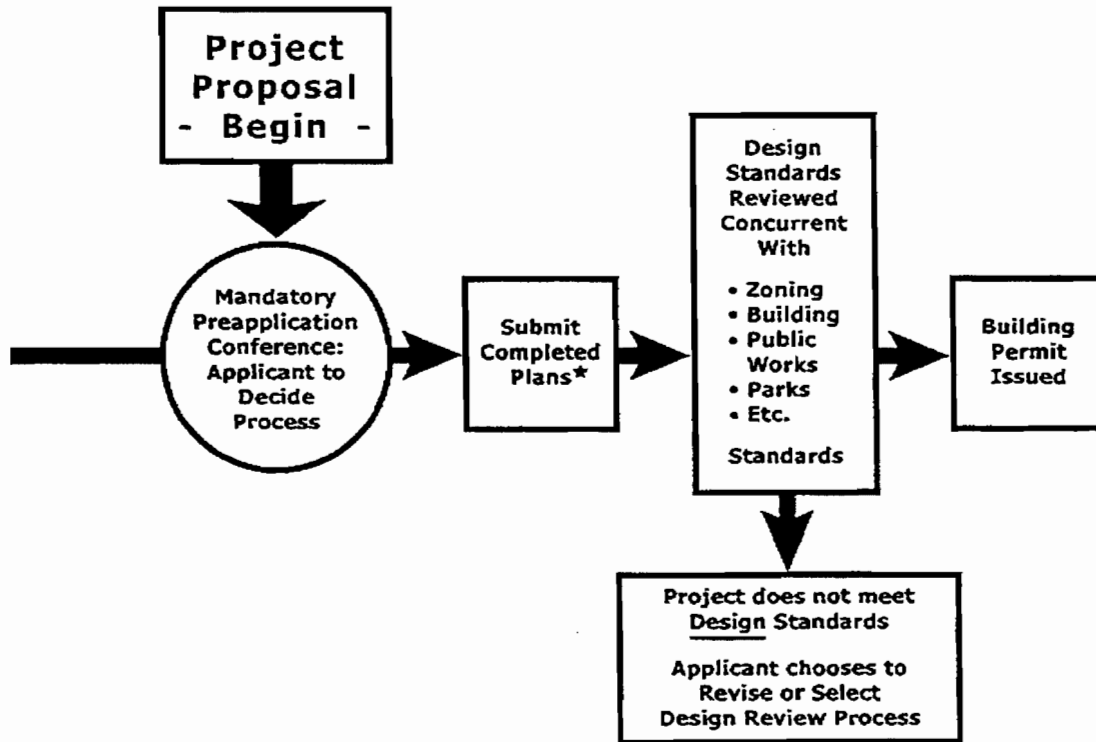 Project
Proposal
- Begin -
Mandatory
Preapplication
Conference:
Applicant to
Decide
Process
Submit
Completed
Plans*
Design
Standards
Reviewed
Concurrent
With
• Zoning
• Building
• Public
Works
• Parks
• Etc.
Standards
Building
Permit
Issued
Project does not meet
Design Standards
Applicant chooses to
Revise or Select
Design Review Process